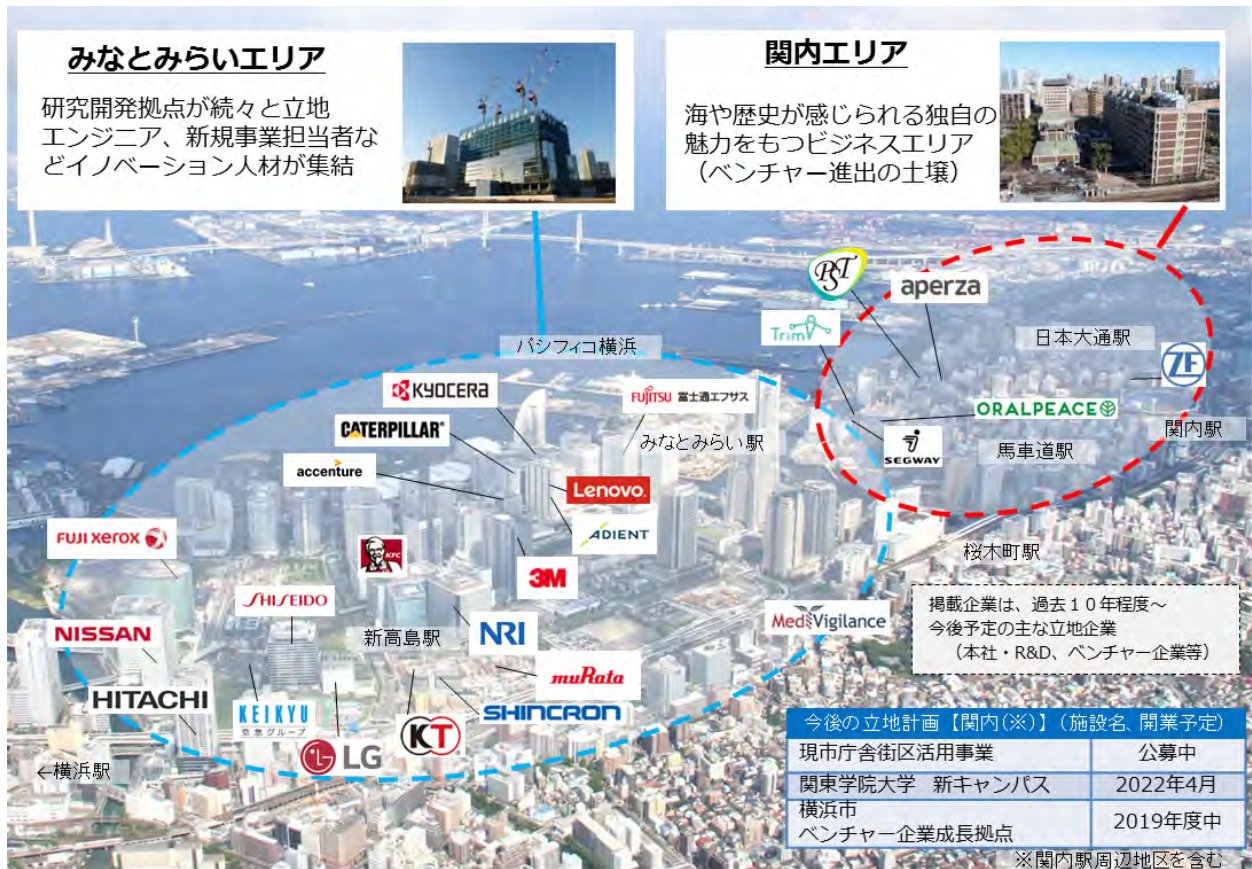 みなとみらいエリア
研究開発拠点が続々と立地
エンジニア、新規事業担当者な
どイノベーション人材が集結
関内エリア
海や歴史が感じられる独自の
魅力をもつビジネスエリア
（ベンチャー進出の土壌）
PST
aperza
Trim
日本大通駅
パシフィコ横浜
ZF
KYOCERA
FUJITSU 富士通エフサス
ORALPEACE
CATERPILLAR®
みなとみらい駅
関内駅
SEGWAY
馬車道駅
accenture
Lenovo
ADIENT
FUJI xerox
桜木町駅
KFC
3M
SHISEIDO
掲載企業は、過去１０年程度～
今後予定の主な立地企業
（本社・R&D、ベンチャー企業等）
MedVigilance
NISSAN
新高島駅
NRI
muRata
HITACHI
KEIKYU
京急グループ
SHINCRON
KT
LG
←横浜駅
今後の立地計画【関内(※)】(施設名、開業予定)
現市庁舎街区活用事業 公募中
関東学院大学　新キャンパス 2022年4月
横浜市
ベンチャー企業成長拠点 2019年度中
※関内駅周辺地区を含む